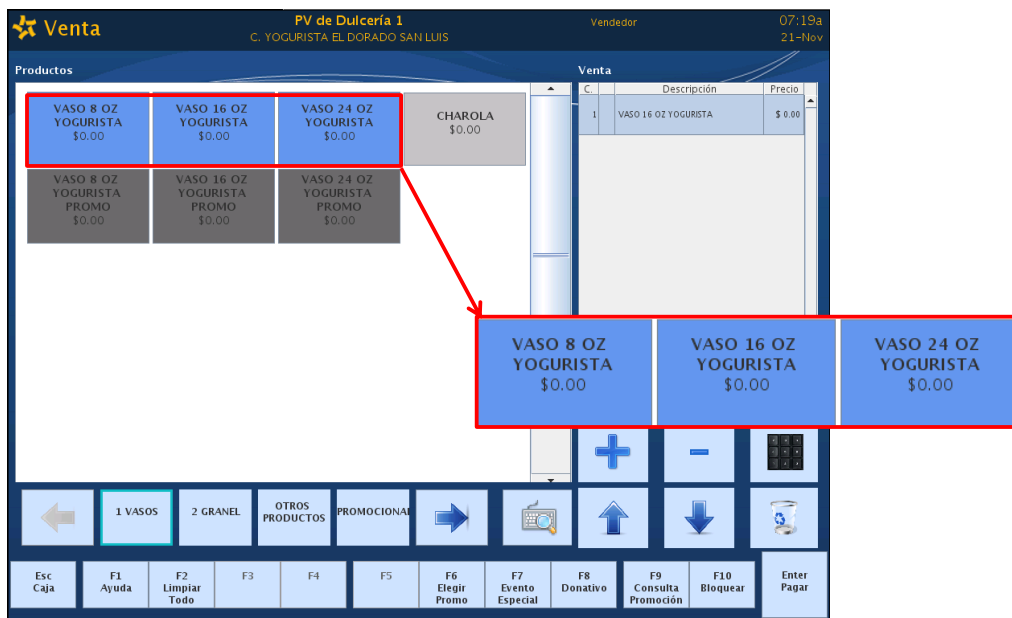 Venta
PV de Dulcería 1
C. YOGURISTA EL DORADO SAN LUIS
Vendedor
07:19a
21-Nov
Productos
VASO 8 OZ
YOGURISTA
$0.00
VASO 16 OZ
YOGURISTA
$0.00
VASO 24 OZ
YOGURISTA
$0.00
CHAROLA
$0.00
VASO 8 OZ
YOGURISTA
PROMO
$0.00
VASO 16 OZ
YOGURISTA
PROMO
$0.00
VASO 24 OZ
YOGURISTA
PROMO
$0.00
Venta
C. Descripción Precio
1 VASO 16 OZ YOGURISTA $ 0.00
VASO 8 OZ
YOGURISTA
$0.00
VASO 16 OZ
YOGURISTA
$0.00
VASO 24 OZ
YOGURISTA
$0.00
1 VASOS
2 GRANEL
OTROS
PRODUCTOS
PROMOCIONA
Esc
Caja
F1
Ayuda
F2
Limpiar
Todo
F3
F4
F5
F6
Elegir
Promo
F7
Evento
Especial
F8
Donativo
F9
Consulta
Promoción
F10
Bloquear
Enter
Pagar